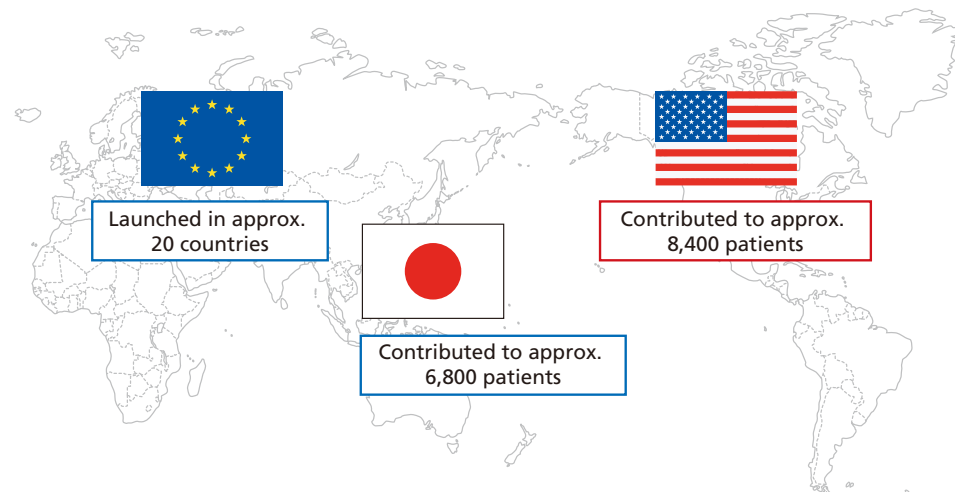 Launched in approx.
20 countries
Contributed to approx.
8,400 patients
Contributed to approx.
6,800 patients